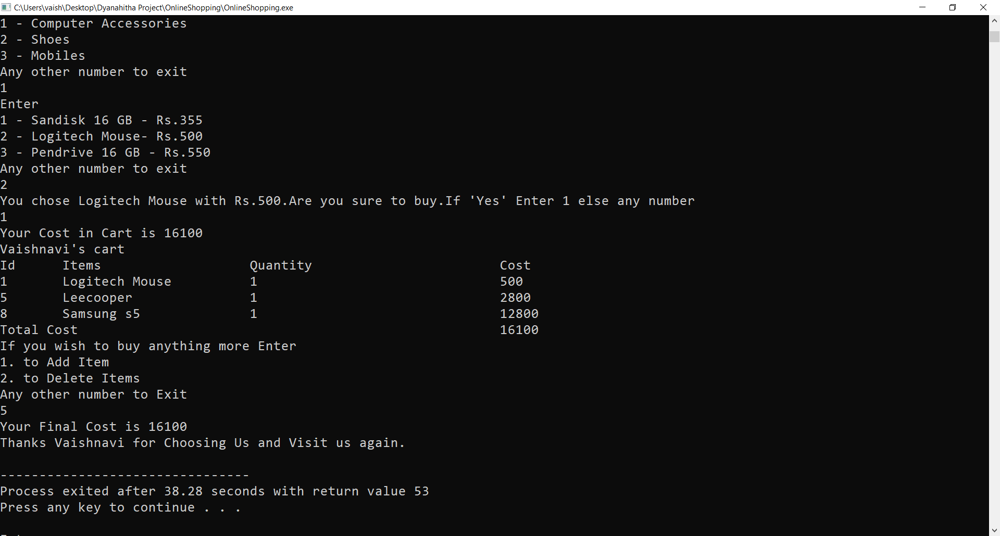 C:\Users\vaish\Desktop\Dyanahitha Project\OnlineShopping\OnlineShopping.exe
1 - Computer Accessories
2 - Shoes
3 - Mobiles
Any other number to exit
1
Enter
1 - Sandisk 16 GB - Rs.355
2 - Logitech Mouse- Rs.500
3 - Pendrive 16 GB - Rs.550
Any other number to exit
2
You chose Logitech Mouse with Rs.500.Are you sure to buy.If 'Yes' Enter 1 else any number
1
Your Cost in Cart is 16100
Vaishnavi's cart
Id Items Quantity Cost
1 Logitech Mouse 1 500
5 Leecooper 1 2800
8 Samsung s5 1 12800
Total Cost 16100
If you wish to buy anything more Enter
1. to Add Item
2. to Delete Items
Any other number to Exit
5
Your Final Cost is 16100
Thanks Vaishnavi for Choosing Us and Visit us again.
--------------------------------
Process exited after 38.28 seconds with return value 53
Press any key to continue . . .